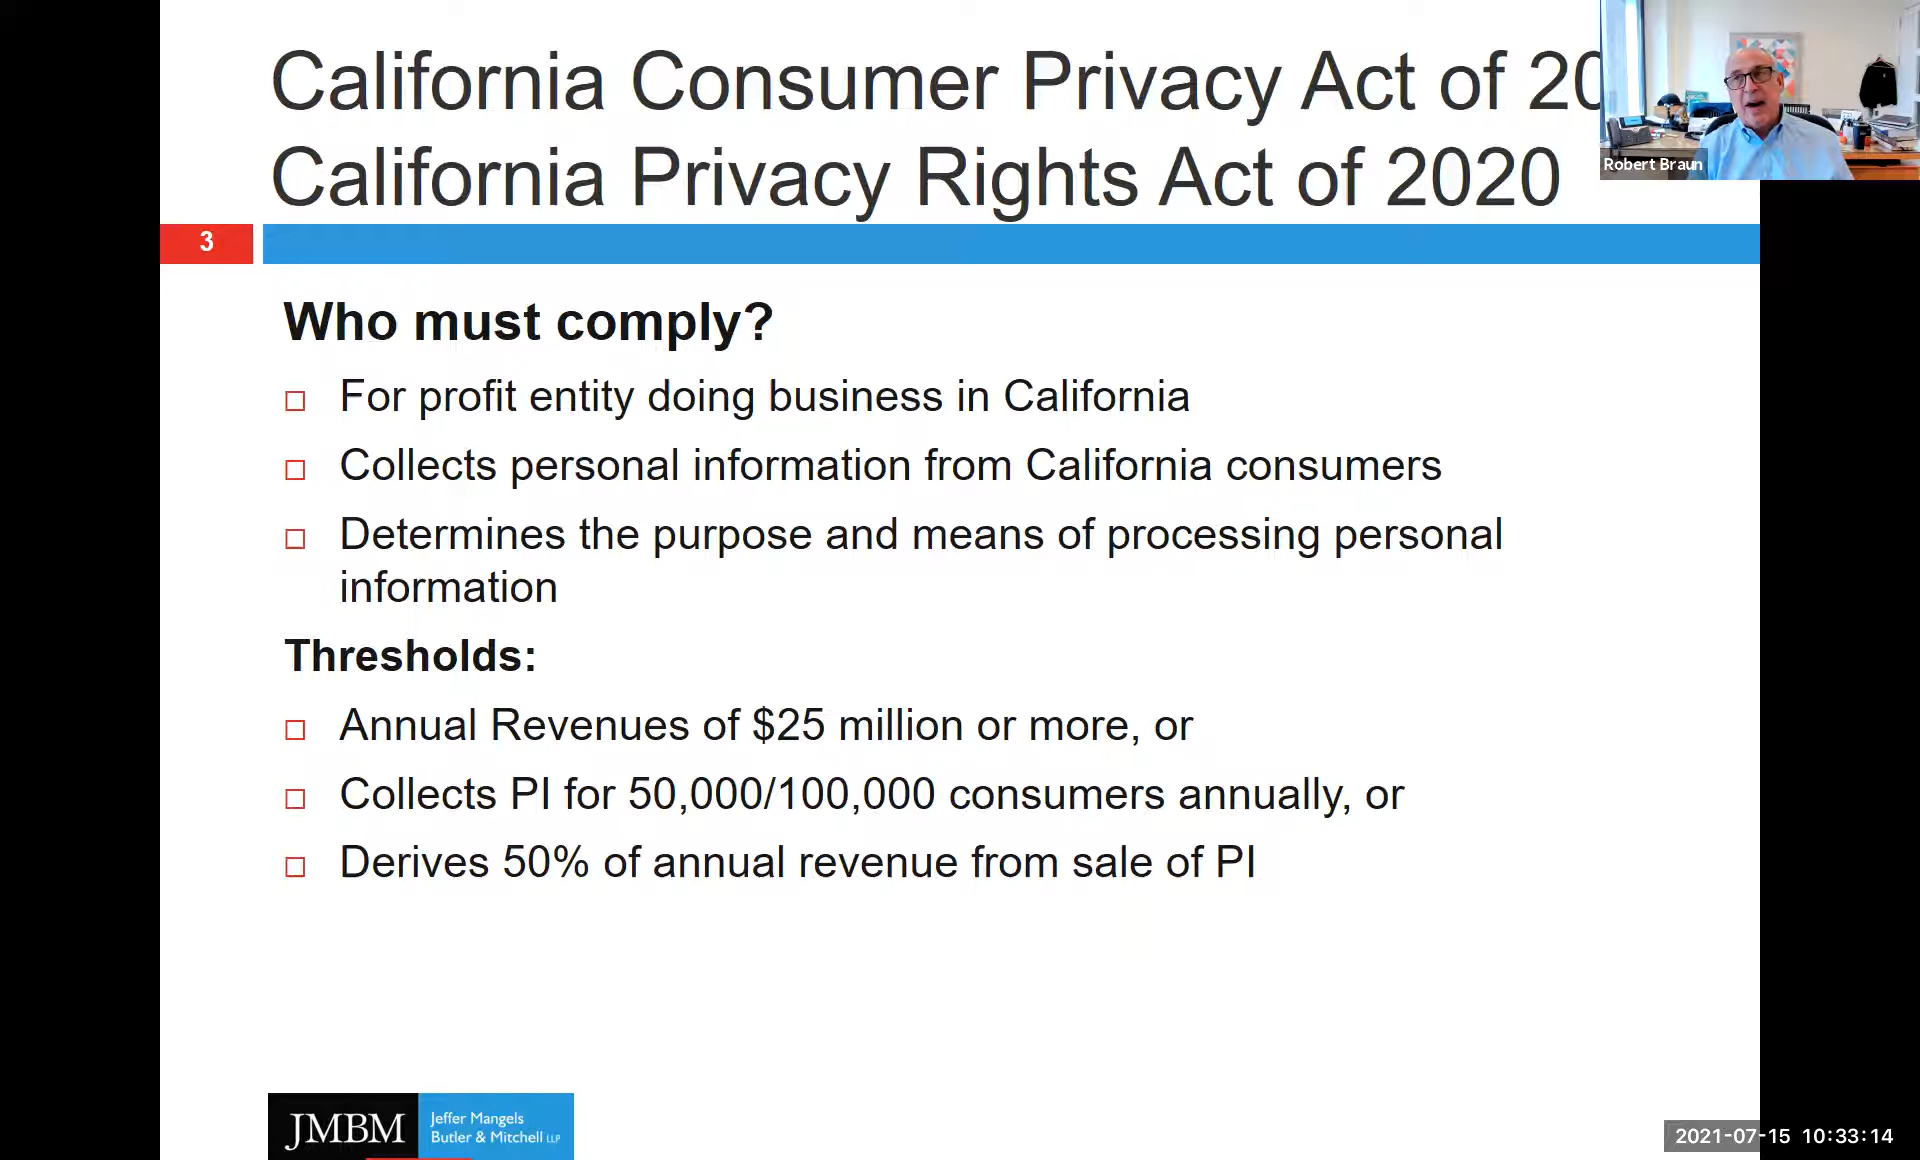 California Consumer Privacy Act of 20
California Privacy Rights Act of 2020
Robert Braun
3
Who must comply?
For profit entity doing business in California
Collects personal information from California consumers
Determines the purpose and means of processing personal
information
Thresholds:
Annual Revenues of $25 million or more, or
Collects PI for 50,000/100,000 consumers annually, or
Derives 50% of annual revenue from sale of PI
JMBM
Jeffer Mangels
Butler & Mitchell LLP
2021-07-15 10:33:14